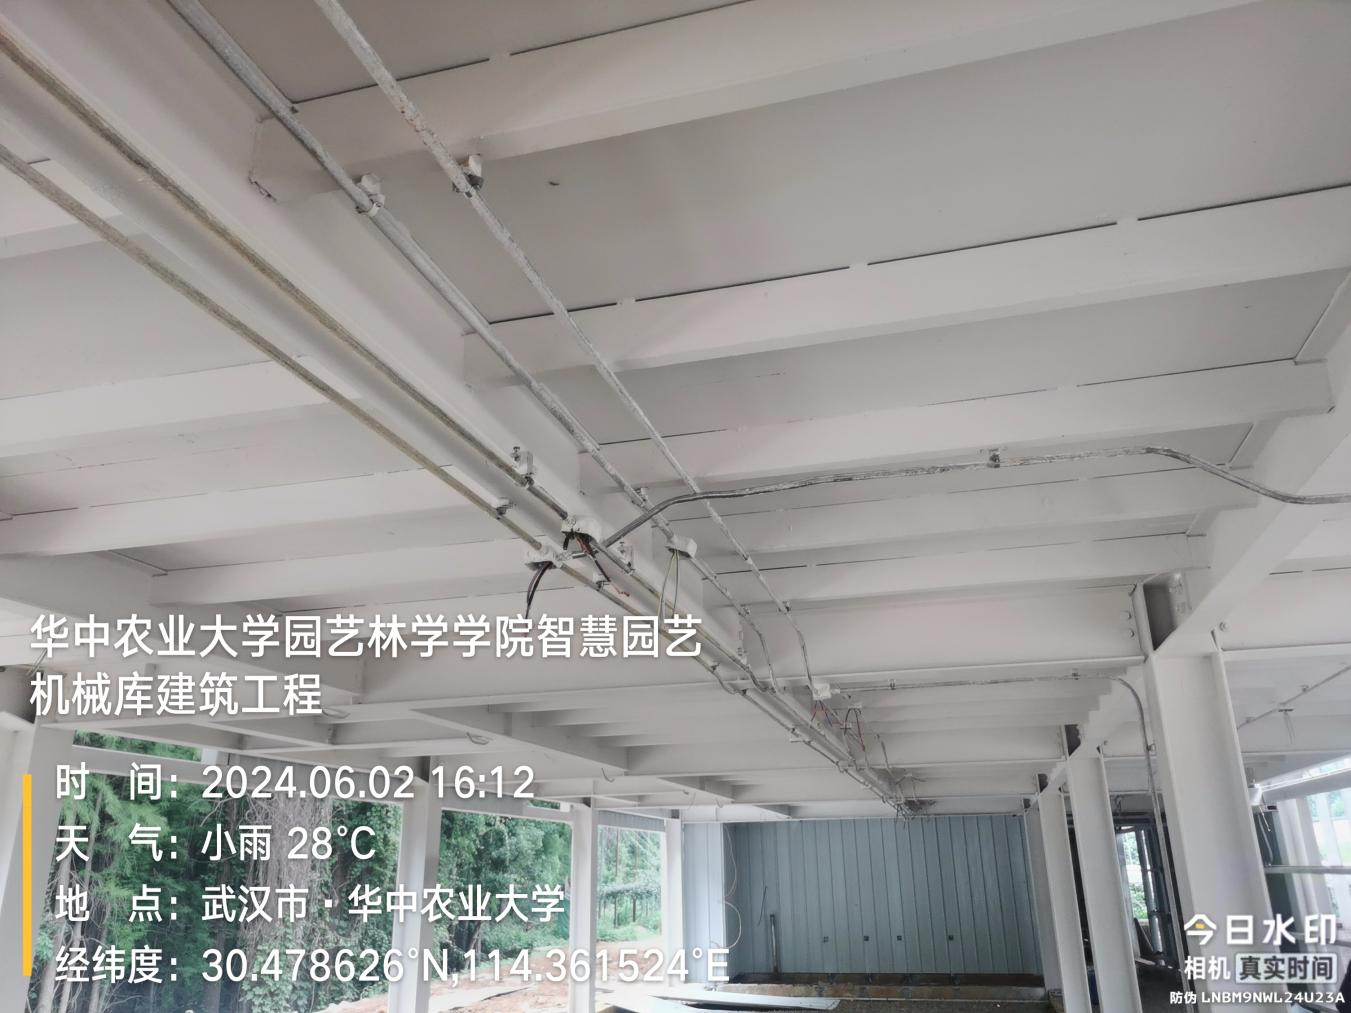 华中农业大学园艺林学学院智慧园艺
机械库建筑工程
时 间：2024.06.02 16:12
天 气：小雨 28℃
地 点：武汉市·华中农业大学
经纬度：30.478626°N,114.361524°E
今日水印
相机 真实时间
防伪 LNBM9NWL24U23A